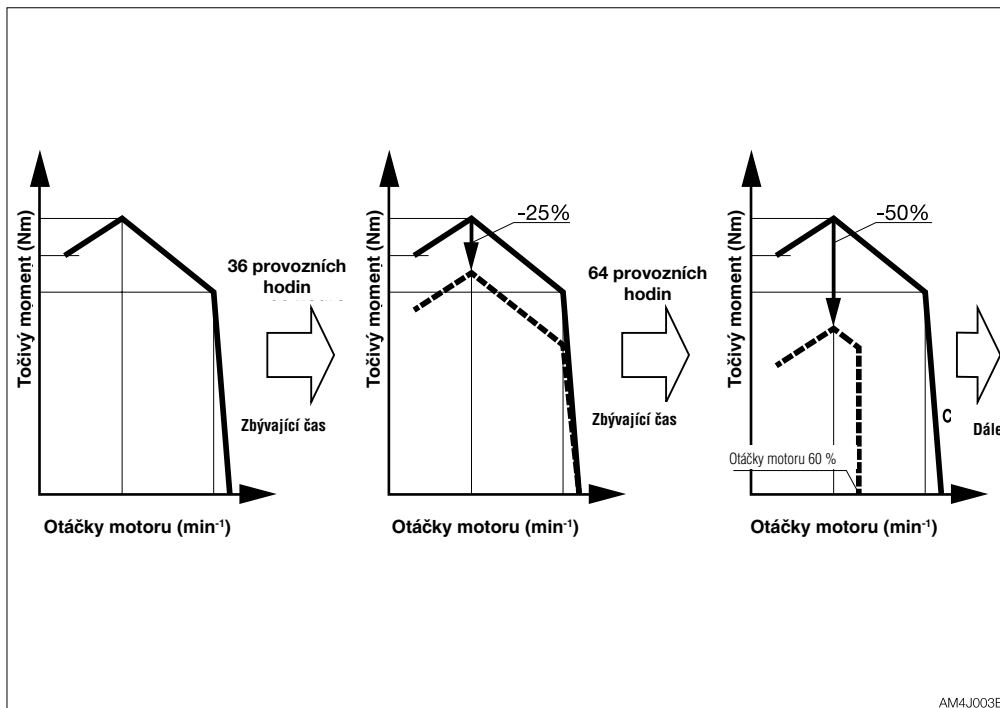 Točivý moment (Nm)
Otáčky motoru (min⁻¹)
36 provozních
hodin
Zbývající čas
Točivý moment (Nm)
-25%
Otáčky motoru (min⁻¹)
64 provozních
hodin
Zbývající čas
Točivý moment (Nm)
-50%
Otáčky motoru 60 %
Otáčky motoru (min⁻¹)
C
Dále
AM4J003E